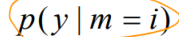 p(y | m = i)